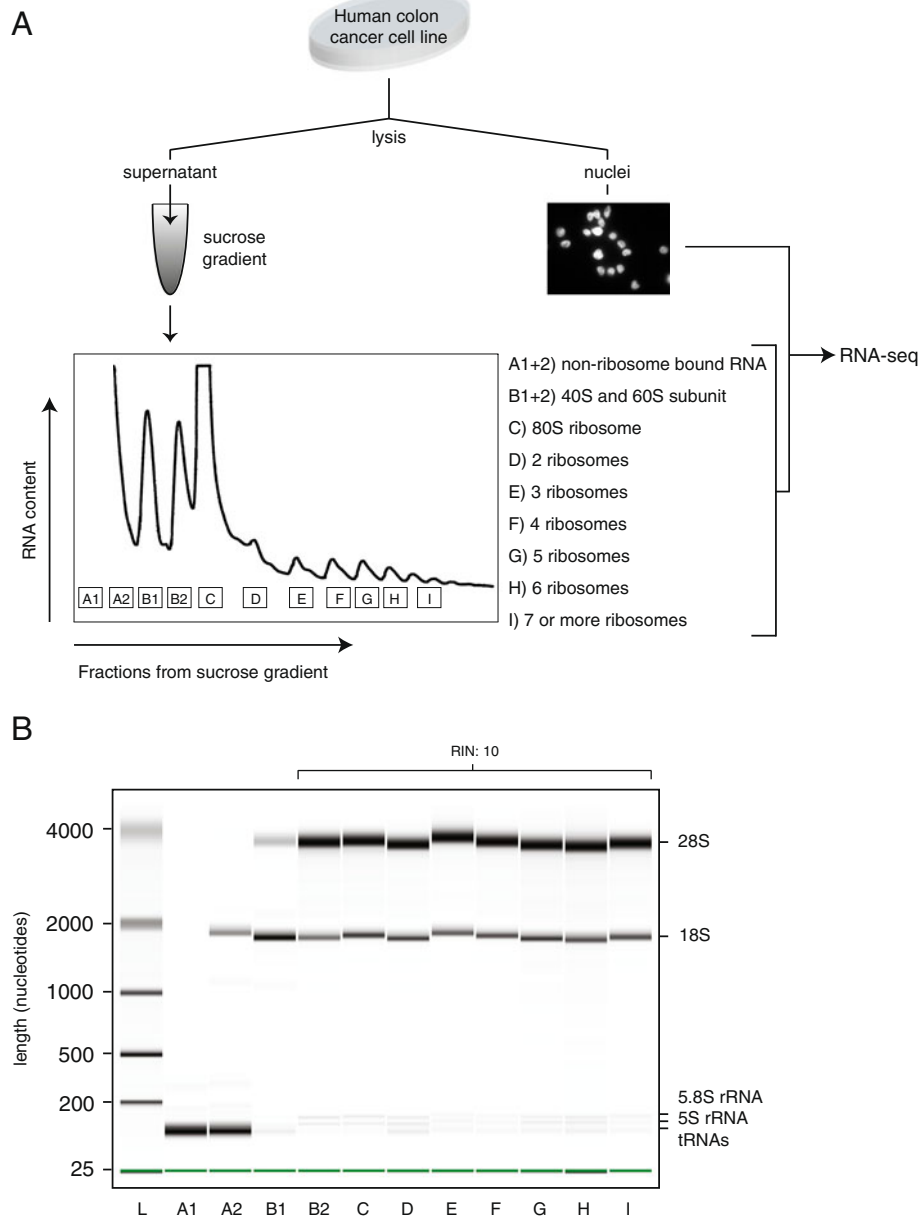 A
Human colon
cancer cell line
lysis
supernatant
nuclei
sucrose
gradient
RNA content
A1 A2 B1 B2 C D E F G H I
Fractions from sucrose gradient
A1+2) non-ribosome bound RNA
B1+2) 40S and 60S subunit
C) 80S ribosome
D) 2 ribosomes
E) 3 ribosomes
F) 4 ribosomes
G) 5 ribosomes
H) 6 ribosomes
I) 7 or more ribosomes
RNA-seq
B
RIN: 10
length (nucleotides)
4000
2000
1000
500
200
25
28S
18S
5.8S rRNA
5S rRNA
tRNAs
L A1 A2 B1 B2 C D E F G H I